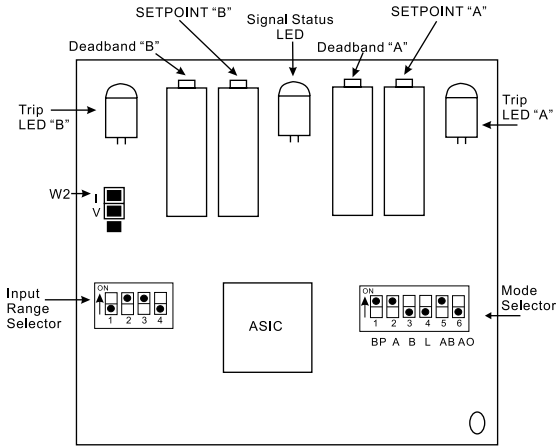 SETPOINT “B”
Signal Status
LED
SETPOINT “A”
Deadband “B”
Deadband “A”
Trip
LED “B”
Trip
LED “A”
W2
I
V
Input
Range
Selector
ON
1 2 3 4
ASIC
ON
1 2 3 4 5 6
BP A B L AB AO
Mode
Selector